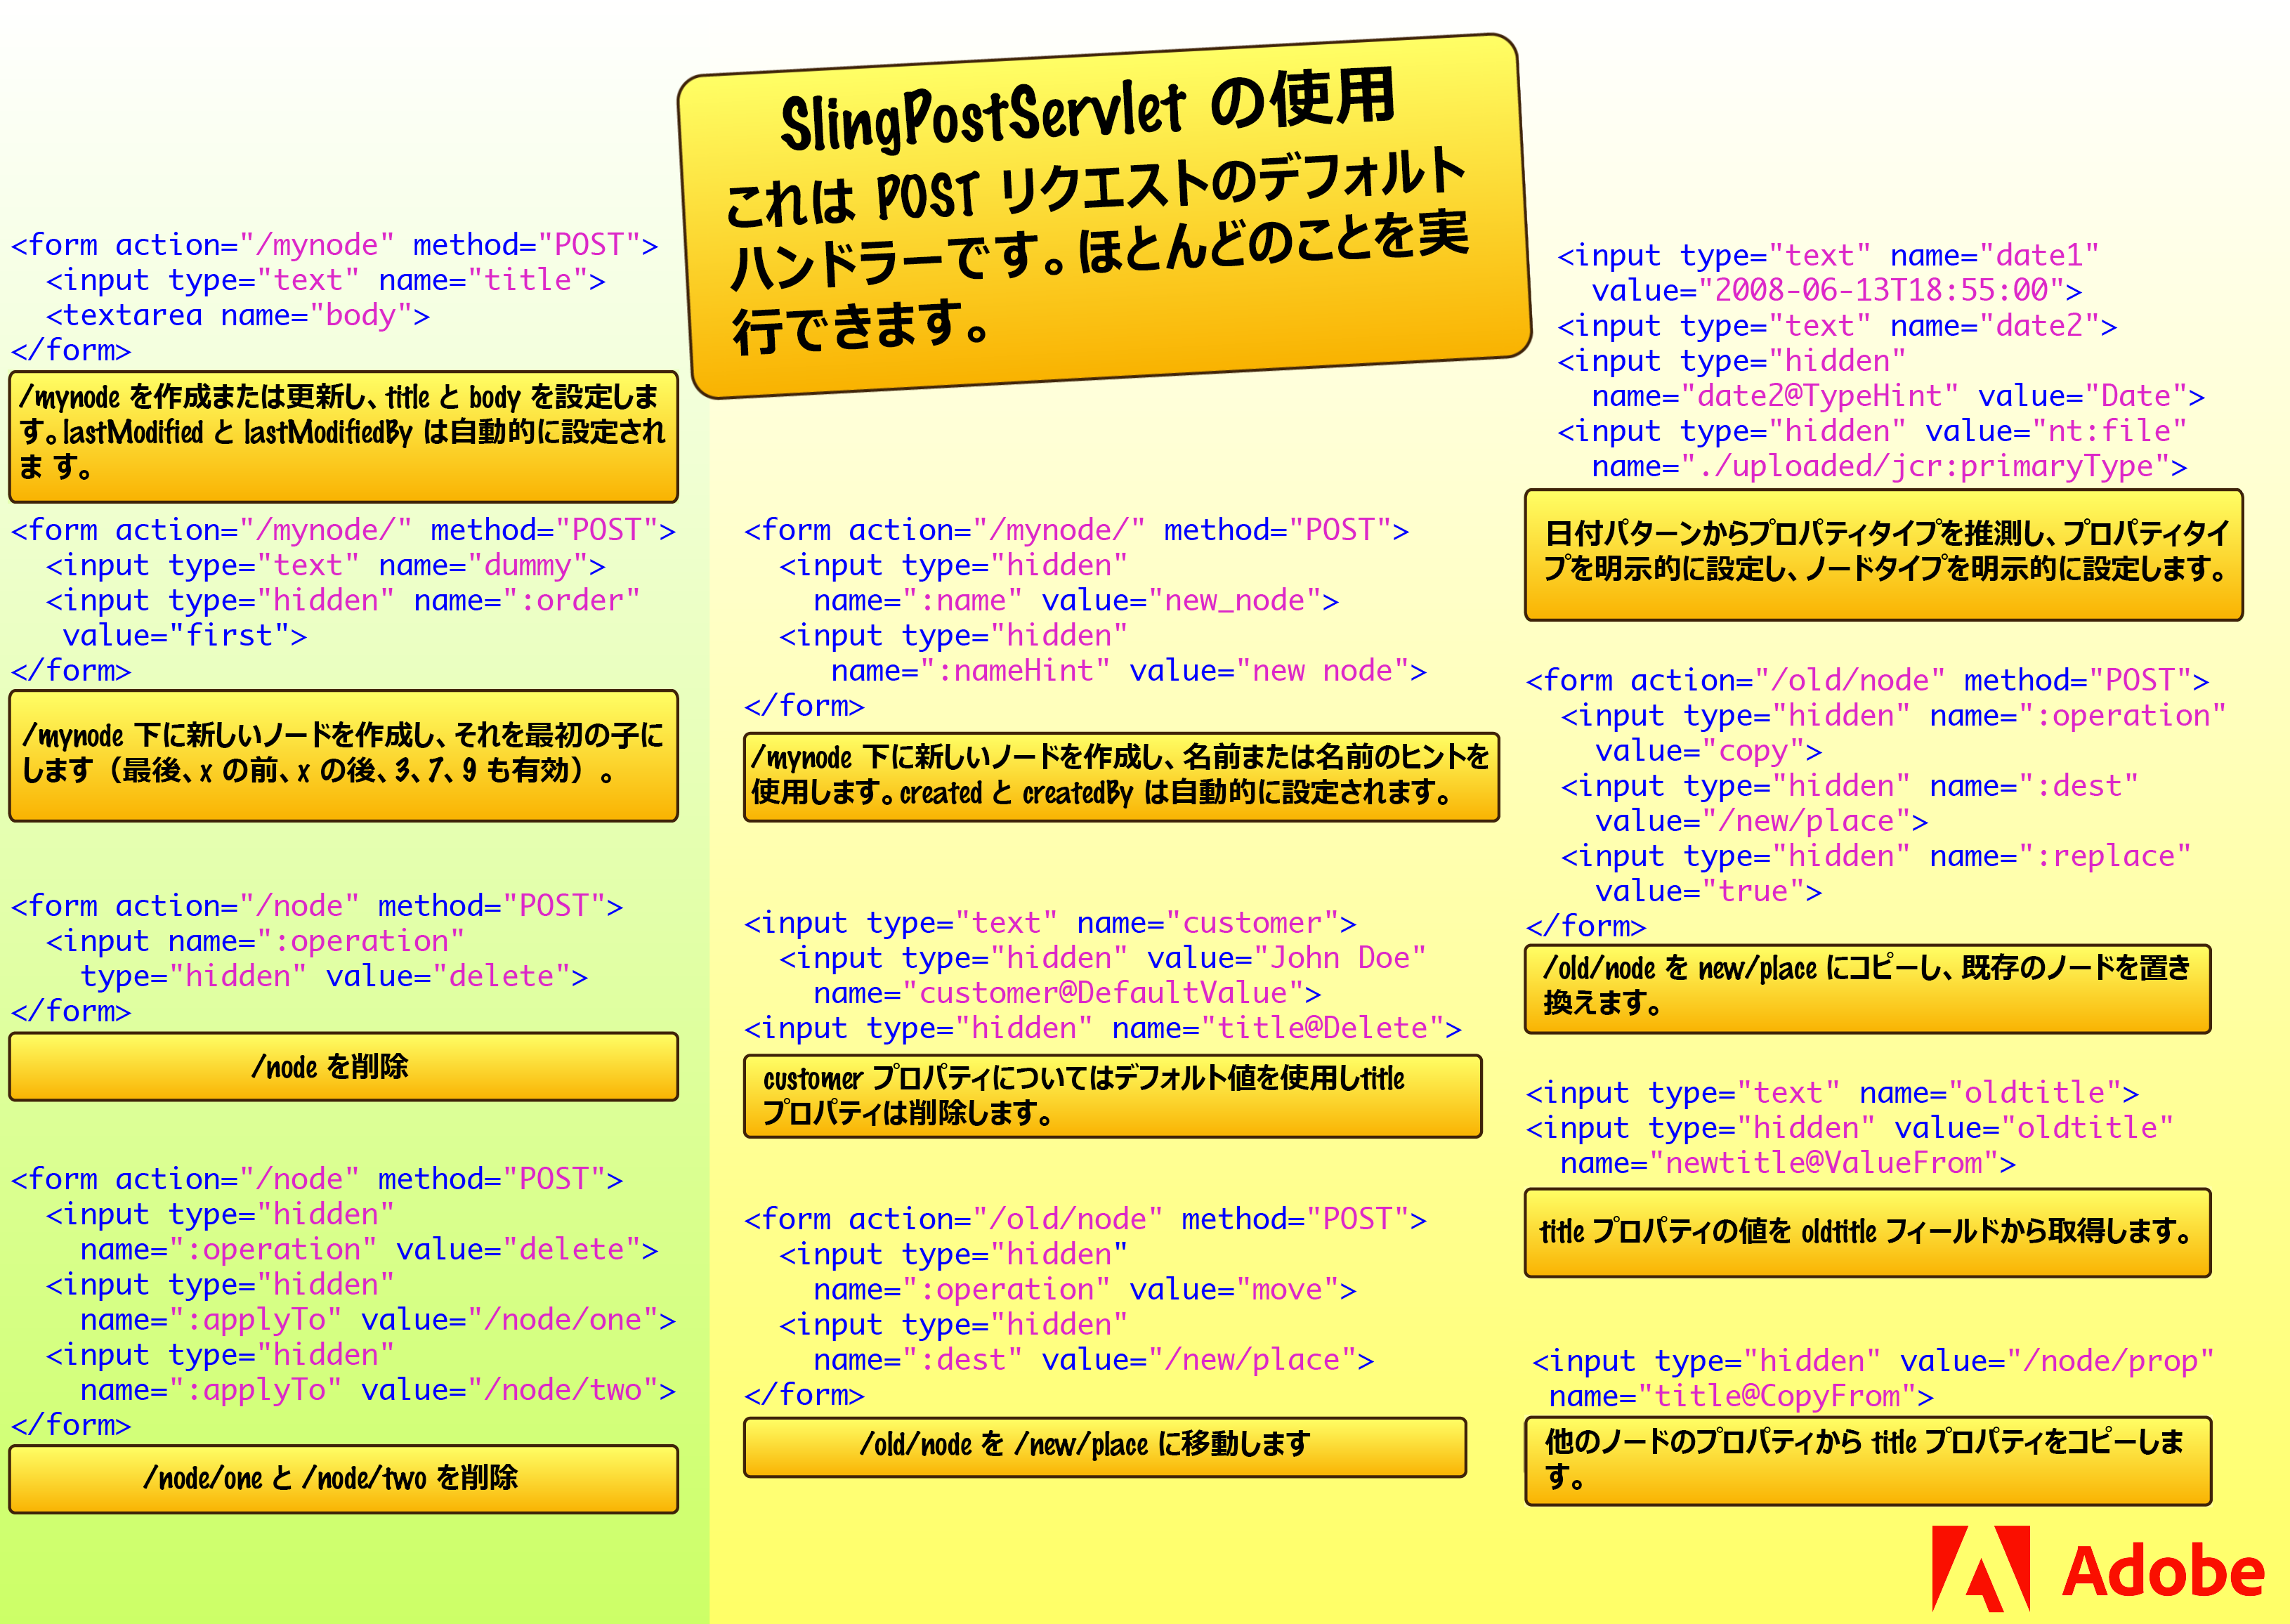 SlingPostServlet の使用
これは POST リクエストのデフォルト
ハンドラーです。ほとんどのことを実
行できます。
<form action="/mynode" method="POST">
<input type="text" name="title">
<textarea name="body">
</form>
/mynode を作成または更新し、title と body を設定しま
す。lastModified と lastModifiedBy は自動的に設定され
ま す。
<form action="/mynode/" method="POST">
<input type="text" name="dummy">
<input type="hidden" name=":order"
value="first">
</form>
/mynode 下に新しいノードを作成し、それを最初の子に
します（最後、x の前、x の後、3、7、9 も有効）。
<form action="/node" method="POST">
<input name=":operation"
type="hidden" value="delete">
</form>
/node を削除
<form action="/node" method="POST">
<input type="hidden"
name=":operation" value="delete">
<input type="hidden"
name=":applyTo" value="/node/one">
<input type="hidden"
name=":applyTo" value="/node/two">
</form>
/node/one と /node/two を削除
<form action="/mynode/" method="POST">
<input type="hidden"
name=":name" value="new_node">
<input type="hidden"
name=":nameHint" value="new node">
</form>
/mynode 下に新しいノードを作成し、名前または名前のヒントを
使用します。created と createdBy は自動的に設定されます。
<input type="text" name="customer">
<input type="hidden" value="John Doe"
name="customer@DefaultValue">
<input type="hidden" name="title@Delete">
customer プロパティについてはデフォルト値を使用しtitle
プロパティは削除します。
<form action="/old/node" method="POST">
<input type="hidden"
name=":operation" value="move">
<input type="hidden"
name=":dest" value="/new/place">
</form>
/old/node を /new/place に移動します
<input type="text" name="date1"
value="2008-06-13T18:55:00">
<input type="text" name="date2">
<input type="hidden"
name="date2@TypeHint" value="Date">
<input type="hidden" value="nt:file"
name="./uploaded/jcr:primaryType">
日付パターンからプロパティタイプを推測し、プロパティタイ
プを明示的に設定し、ノードタイプを明示的に設定します。
<form action="/old/node" method="POST">
<input type="hidden" name=":operation"
value="copy">
<input type="hidden" name=":dest"
value="/new/place">
<input type="hidden" name=":replace"
value="true">
</form>
/old/node を new/place にコピーし、既存のノードを置き
換えます。
<input type="text" name="oldtitle">
<input type="hidden" value="oldtitle"
name="newtitle@ValueFrom">
title プロパティの値を oldtitle フィールドから取得します。
<input type="hidden" value="/node/prop"
name="title@CopyFrom">
他のノードのプロパティから title プロパティをコピーしま
す。
Adobe